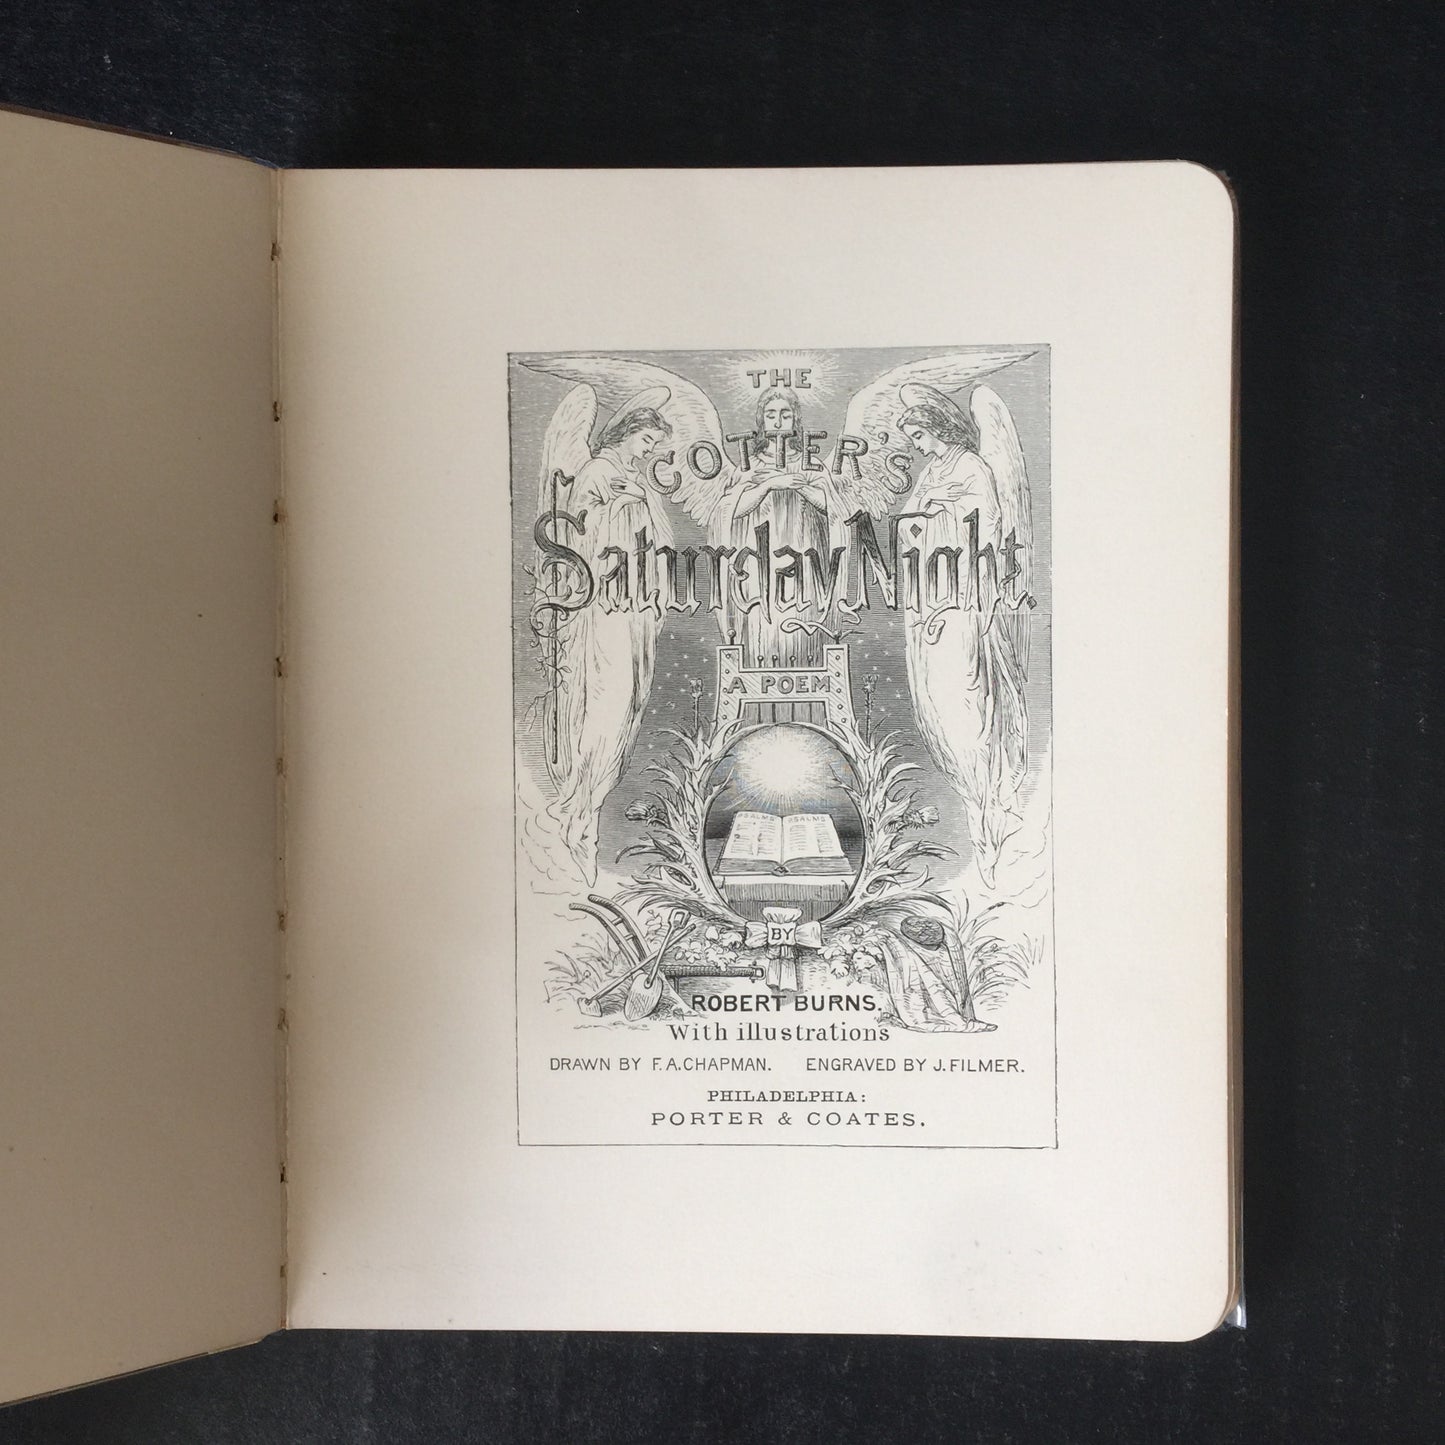 THE
COTTER'S
Saturday Night.
A POEM
PSALMS PSALMS
BY
ROBERT BURNS.
With illustrations
DRAWN BY F. A. CHAPMAN. ENGRAVED BY J. FILMER.
PHILADELPHIA:
PORTER & COATES.